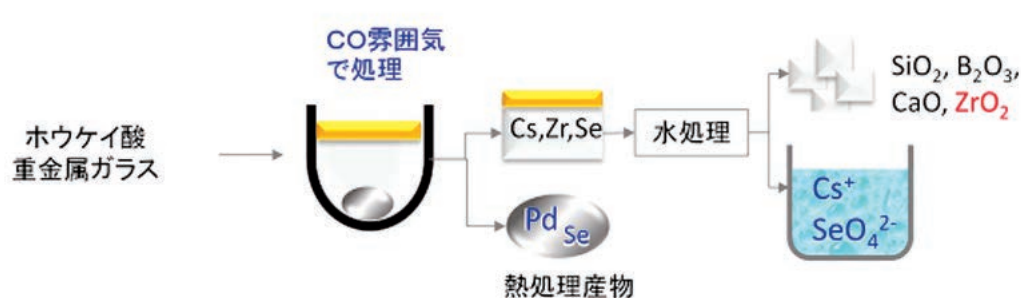 CO雰囲気
で処理
ホウケイ酸
重金属ガラス
Cs,Zr,Se
水処理
SiO₂, B₂O₃,
CaO, ZrO₂
Cs⁺
SeO₄²⁻
Pd Se
熱処理産物